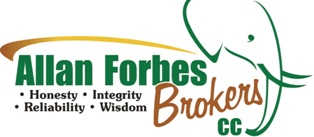 Allan Forbes
• Honesty • Integrity
• Reliability • Wisdom
Brokers
CC